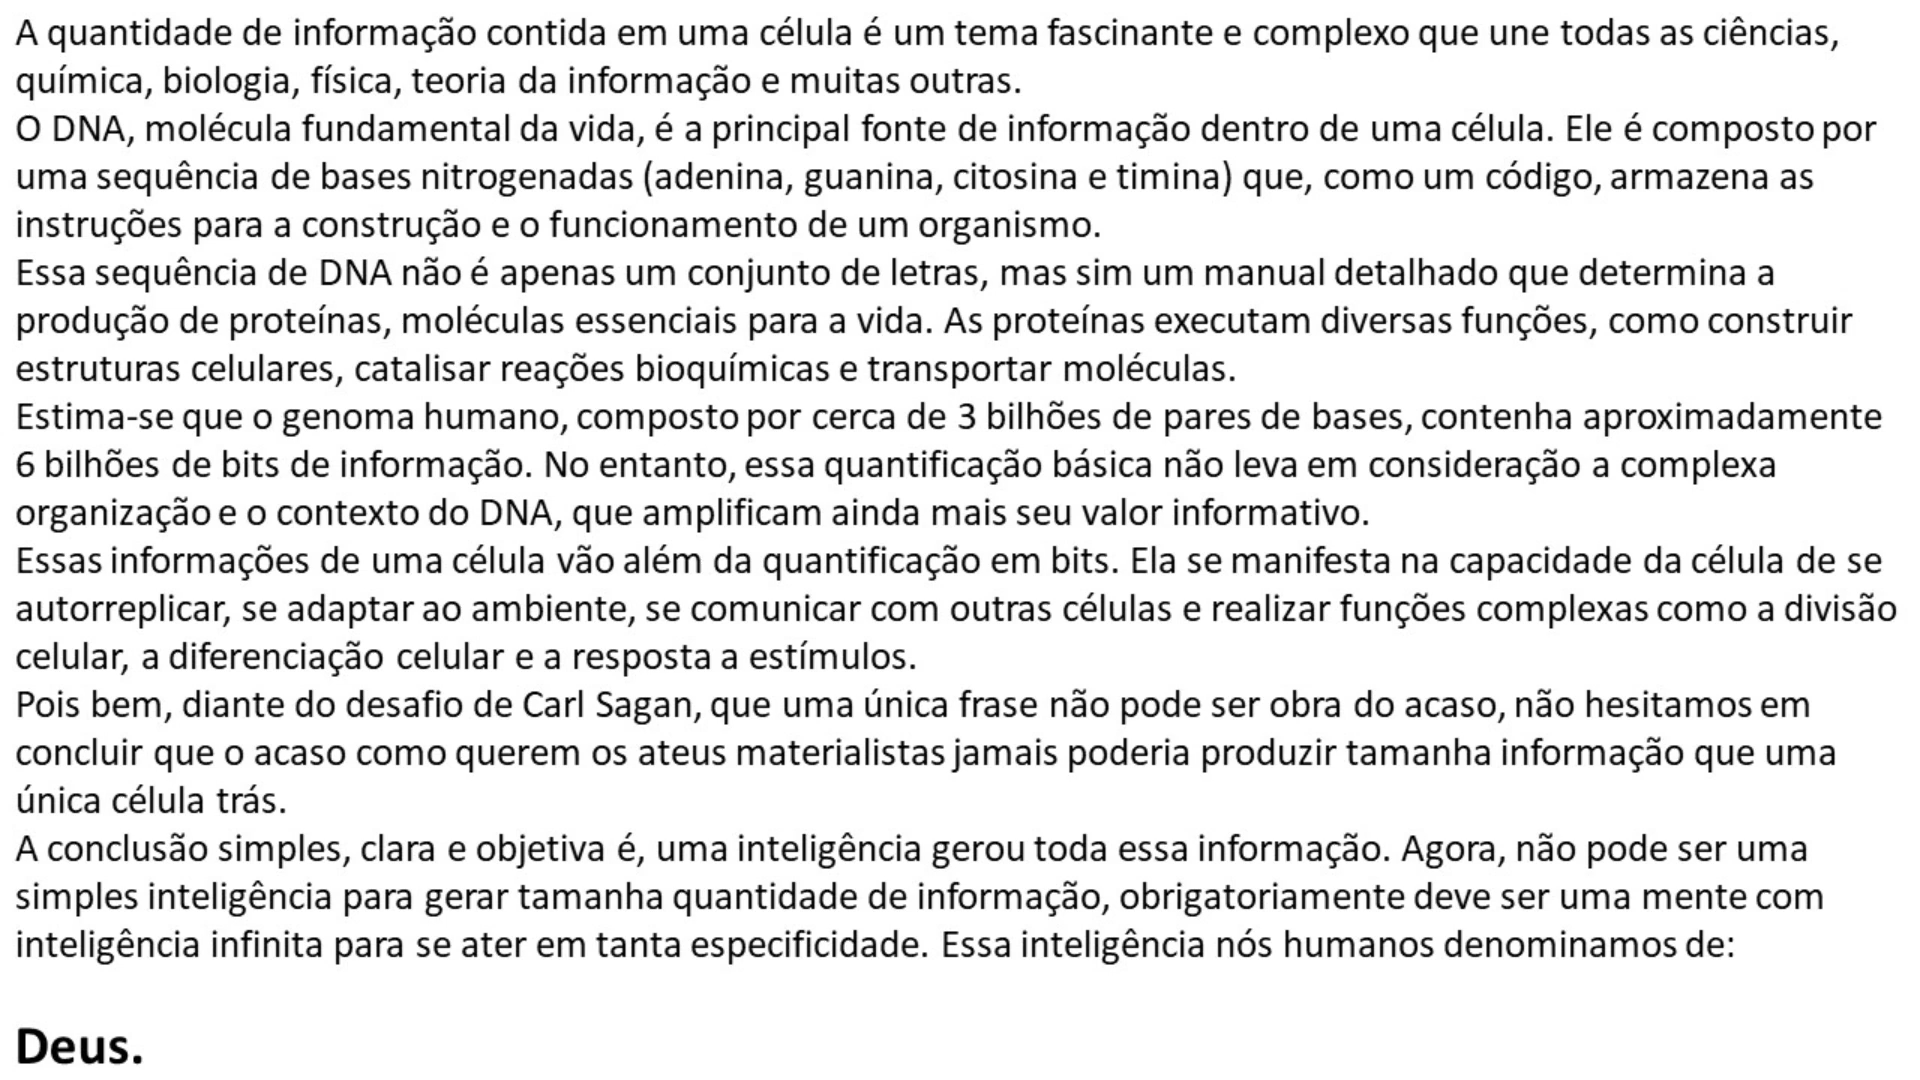 A quantidade de informação contida em uma célula é um tema fascinante e complexo que une todas as ciências,
química, biologia, física, teoria da informação e muitas outras.
O DNA, molécula fundamental da vida, é a principal fonte de informação dentro de uma célula. Ele é composto por
uma sequência de bases nitrogenadas (adenina, guanina, citosina e timina) que, como um código, armazena as
instruções para a construção e o funcionamento de um organismo.
Essa sequência de DNA não é apenas um conjunto de letras, mas sim um manual detalhado que determina a
produção de proteínas, moléculas essenciais para a vida. As proteínas executam diversas funções, como construir
estruturas celulares, catalisar reações bioquímicas e transportar moléculas.
Estima-se que o genoma humano, composto por cerca de 3 bilhões de pares de bases, contenha aproximadamente
6 bilhões de bits de informação. No entanto, essa quantificação básica não leva em consideração a complexa
organização e o contexto do DNA, que amplificam ainda mais seu valor informativo.
Essas informações de uma célula vão além da quantificação em bits. Ela se manifesta na capacidade da célula de se
autorreplicar, se adaptar ao ambiente, se comunicar com outras células e realizar funções complexas como a divisão
celular, a diferenciação celular e a resposta a estímulos.
Pois bem, diante do desafio de Carl Sagan, que uma única frase não pode ser obra do acaso, não hesitamos em
concluir que o acaso como querem os ateus materialistas jamais poderia produzir tamanha informação que uma
única célula trás.
A conclusão simples, clara e objetiva é, uma inteligência gerou toda essa informação. Agora, não pode ser uma
simples inteligência para gerar tamanha quantidade de informação, obrigatoriamente deve ser uma mente com
inteligência infinita para se ater em tanta especificidade. Essa inteligência nós humanos denominamos de:
Deus.